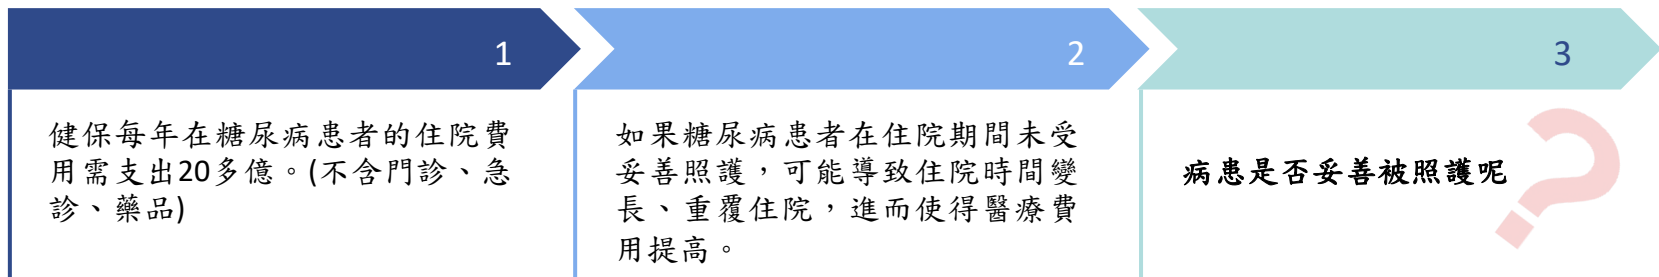 1
健保每年在糖尿病患者的住院費
用需支出20多億。(不含門診、急
診、藥品)
2
如果糖尿病患者在住院期間未受
妥善照護，可能導致住院時間變
長、重覆住院，進而使得醫療費
用提高。
3
病患是否妥善被照護呢
?